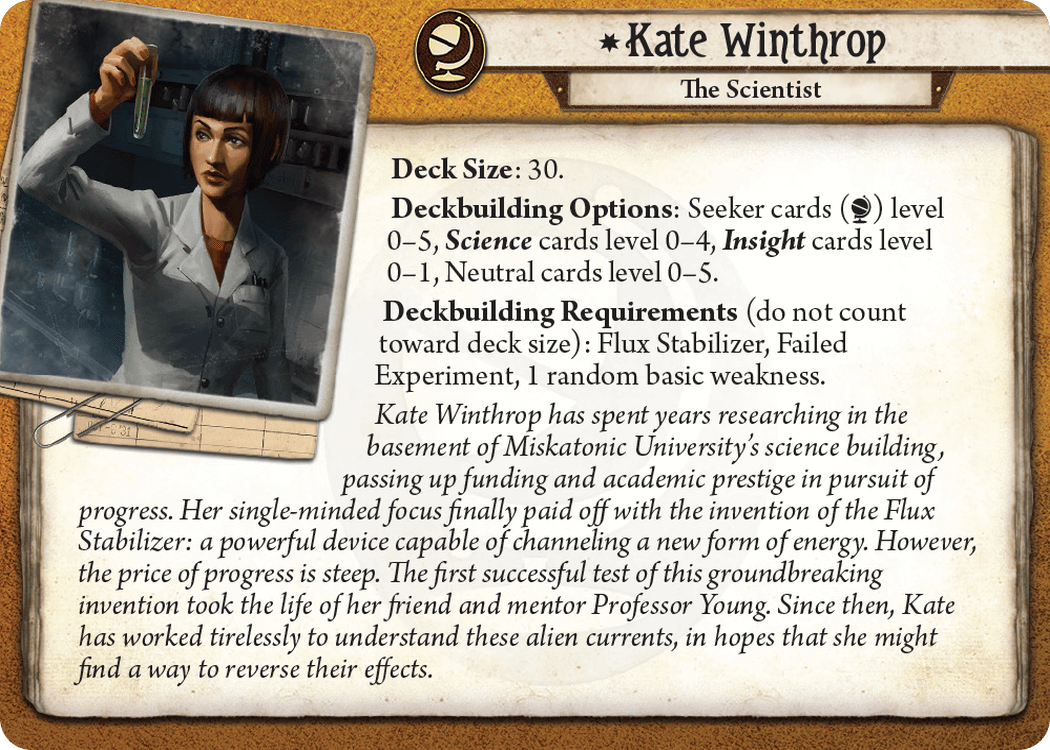 Kate Winthrop
The Scientist
Deck Size: 30.
Deckbuilding Options: Seeker cards () level
0–5, Science cards level 0–4, Insight cards level
0–1, Neutral cards level 0–5.
Deckbuilding Requirements (do not count
toward deck size): Flux Stabilizer, Failed
Experiment, 1 random basic weakness.
Kate Winthrop has spent years researching in the
basement of Miskatonic University’s science building,
passing up funding and academic prestige in pursuit of
progress. Her single-minded focus finally paid off with the invention of the Flux
Stabilizer: a powerful device capable of channeling a new form of energy. However,
the price of progress is steep. The first successful test of this groundbreaking
invention took the life of her friend and mentor Professor Young. Since then, Kate
has worked tirelessly to understand these alien currents, in hopes that she might
find a way to reverse their effects.